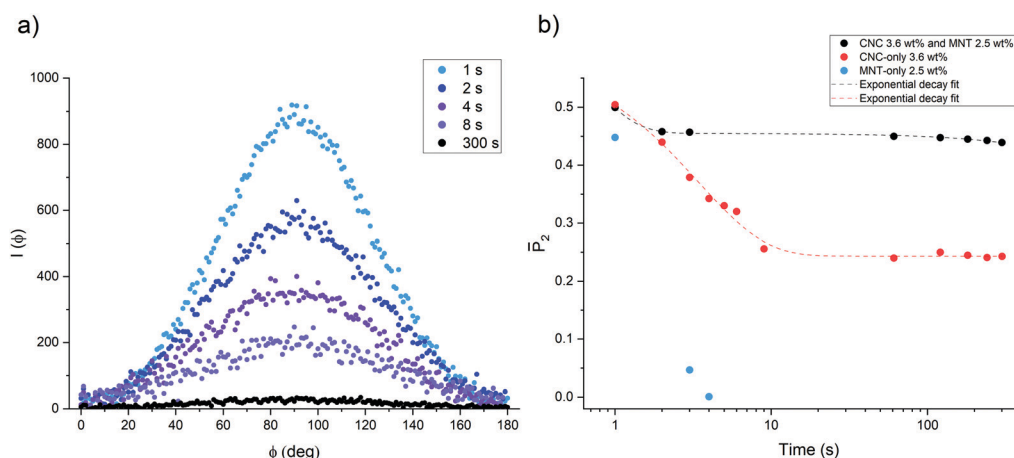 a)
I (ϕ)
1000
800
600
400
200
0
0 20 40 60 80 100 120 140 160 180
ϕ (deg)
1 s
2 s
4 s
8 s
300 s
b)
CNC 3.6 wt% and MNT 2.5 wt%
CNC-only 3.6 wt%
MNT-only 2.5 wt%
Exponential decay fit
Exponential decay fit
P̅₂
0.5
0.4
0.3
0.2
0.1
0.0
1 10 100
Time (s)